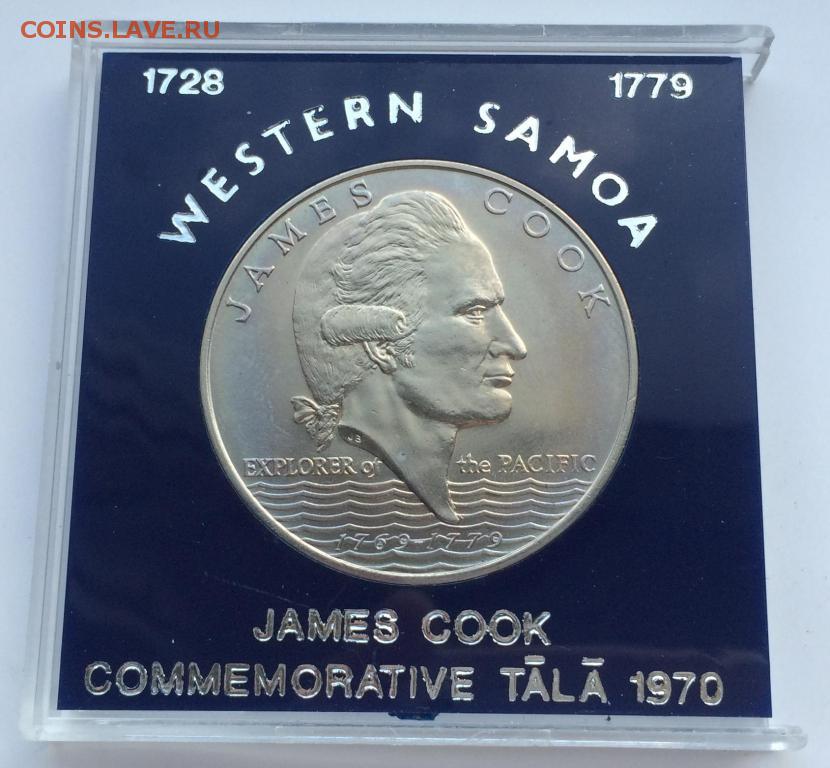 COINS.LAVE.RU
1728 1779
WESTERN SAMOA
JAMES COOK
JB
EXPLORER of the PACIFIC
1769-1779
JAMES COOK
COMMEMORATIVE TĀLĀ 1970